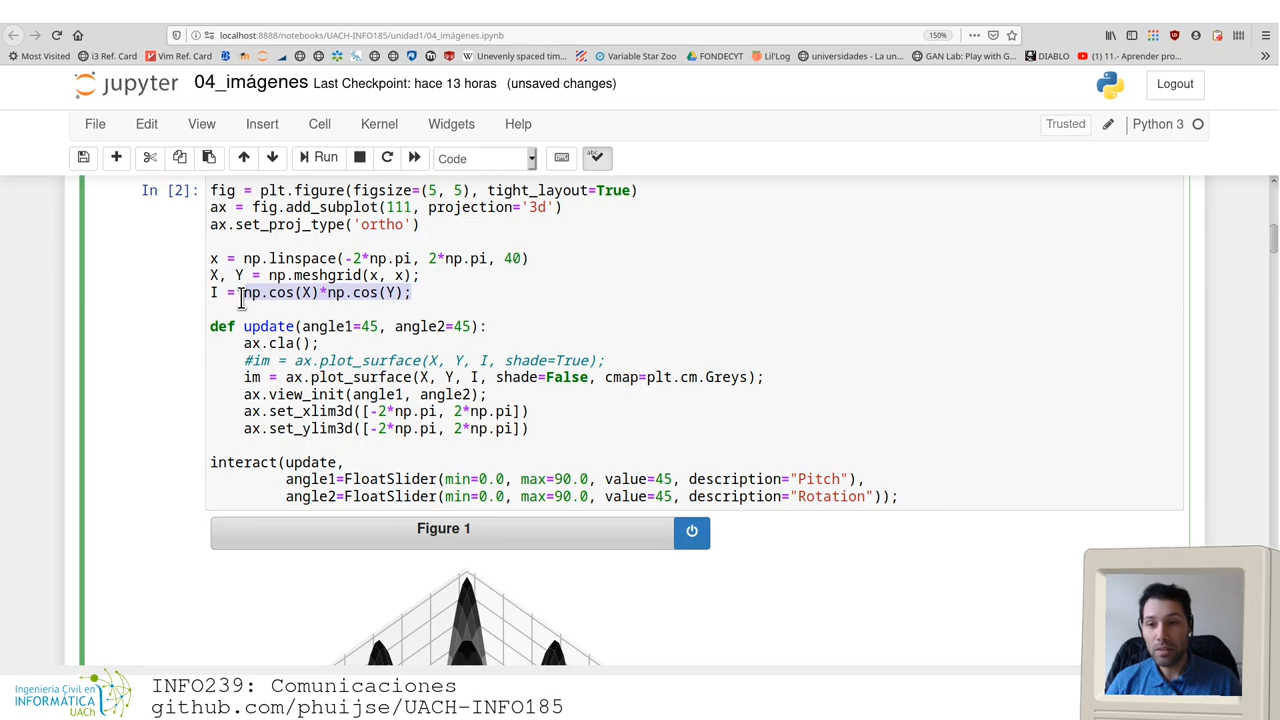 localhost:8888/notebooks/UACH-INFO185/unidad1/04_imágenes.ipynb
150%
Most Visited
i3 Ref. Card
Vim Ref. Card
Unevenly spaced tim...
Múltiplos
Variable Star Zoo
FONDECYT
Lil'Log
universidades - La un...
GAN Lab: Play with G...
DIABLO
(1) 11.- Aprender pro...
jupyter 04_imágenes Last Checkpoint: hace 13 horas (unsaved changes)
Logout
File Edit View Insert Cell Kernel Widgets Help
Trusted
Python 3
Run
Code
In [2]:
fig = plt.figure(figsize=(5, 5), tight_layout=True)
ax = fig.add_subplot(111, projection='3d')
ax.set_proj_type('ortho')
x = np.linspace(-2*np.pi, 2*np.pi, 40)
X, Y = np.meshgrid(x, x);
I = np.cos(X)*np.cos(Y);
def update(angle1=45, angle2=45):
ax.cla();
#im = ax.plot_surface(X, Y, I, shade=True);
im = ax.plot_surface(X, Y, I, shade=False, cmap=plt.cm.Greys);
ax.view_init(angle1, angle2);
ax.set_xlim3d([-2*np.pi, 2*np.pi])
ax.set_ylim3d([-2*np.pi, 2*np.pi])
interact(update,
angle1=FloatSlider(min=0.0, max=90.0, value=45, description="Pitch"),
angle2=FloatSlider(min=0.0, max=90.0, value=45, description="Rotation"));
Figure 1
Ingeniería Civil en
INFORMÁTICA
UACh
INFO239: Comunicaciones
github.com/phuijse/UACH-INFO185